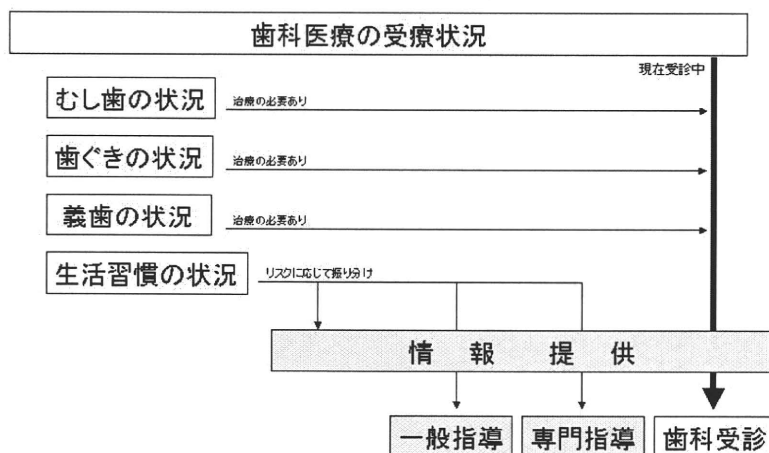 歯科医療の受療状況
現在受診中
むし歯の状況
治療の必要あり
歯ぐきの状況
治療の必要あり
義歯の状況
治療の必要あり
生活習慣の状況
リスクに応じて振り分け
情報提供
一般指導
専門指導
歯科受診